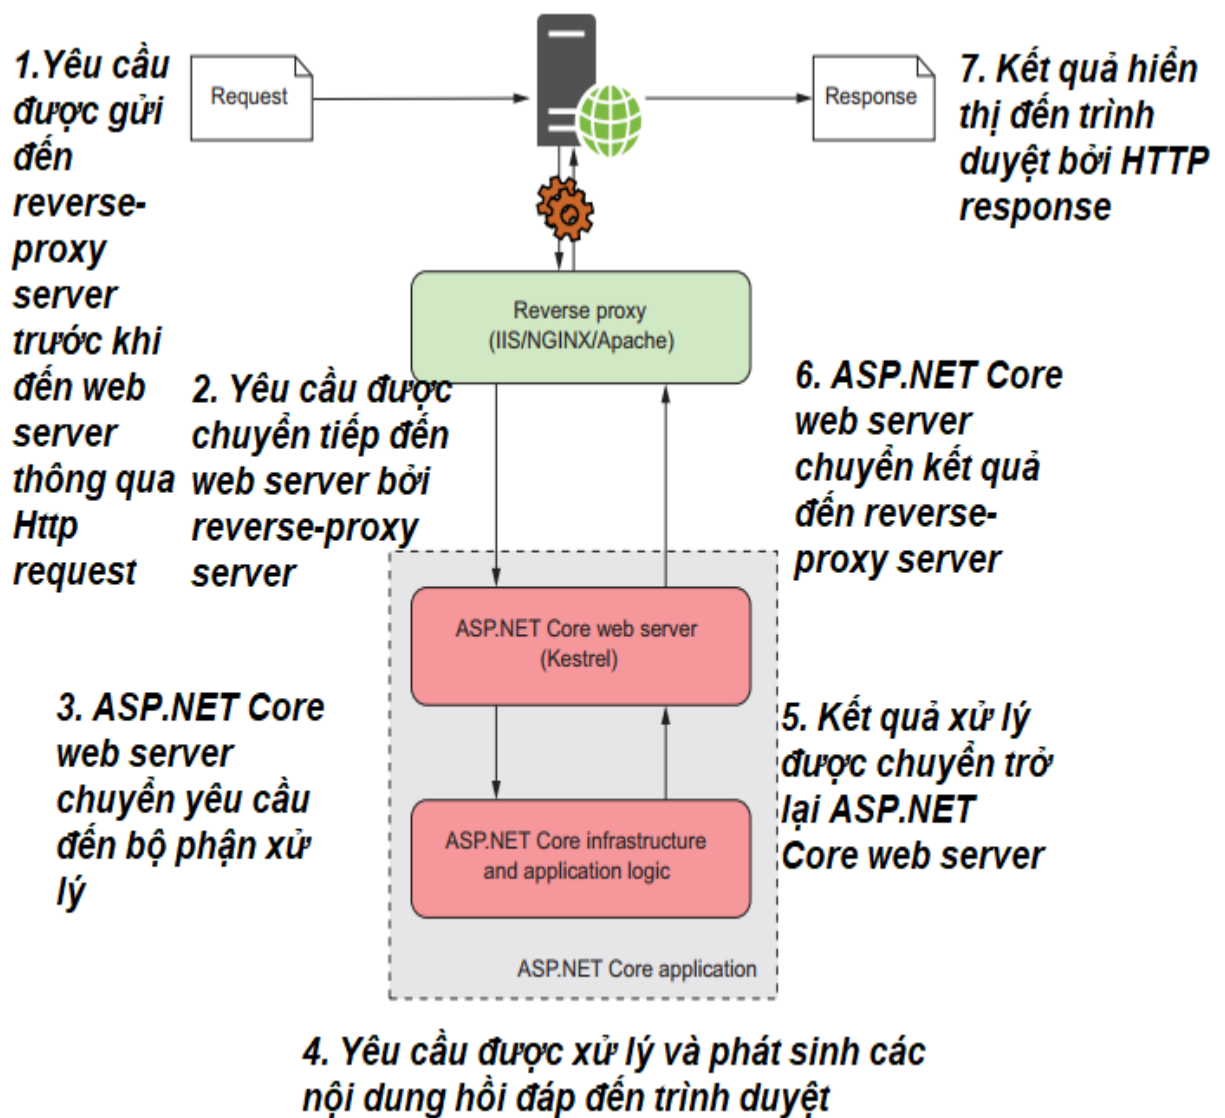 1.Yêu cầu
được gửi
đến
reverse-
proxy
server
trước khi
đến web
server
thông qua
Http
request
Request
Response
7. Kết quả hiển
thị đến trình
duyệt bởi HTTP
response
Reverse proxy
(IIS/NGINX/Apache)
2. Yêu cầu được
chuyển tiếp đến
web server bởi
reverse-proxy
server
6. ASP.NET Core
web server
chuyển kết quả
đến reverse-
proxy server
ASP.NET Core web server
(Kestrel)
3. ASP.NET Core
web server
chuyển yêu cầu
đến bộ phận xử
lý
5. Kết quả xử lý
được chuyển trở
lại ASP.NET
Core web server
ASP.NET Core infrastructure
and application logic
ASP.NET Core application
4. Yêu cầu được xử lý và phát sinh các
nội dung hồi đáp đến trình duyệt